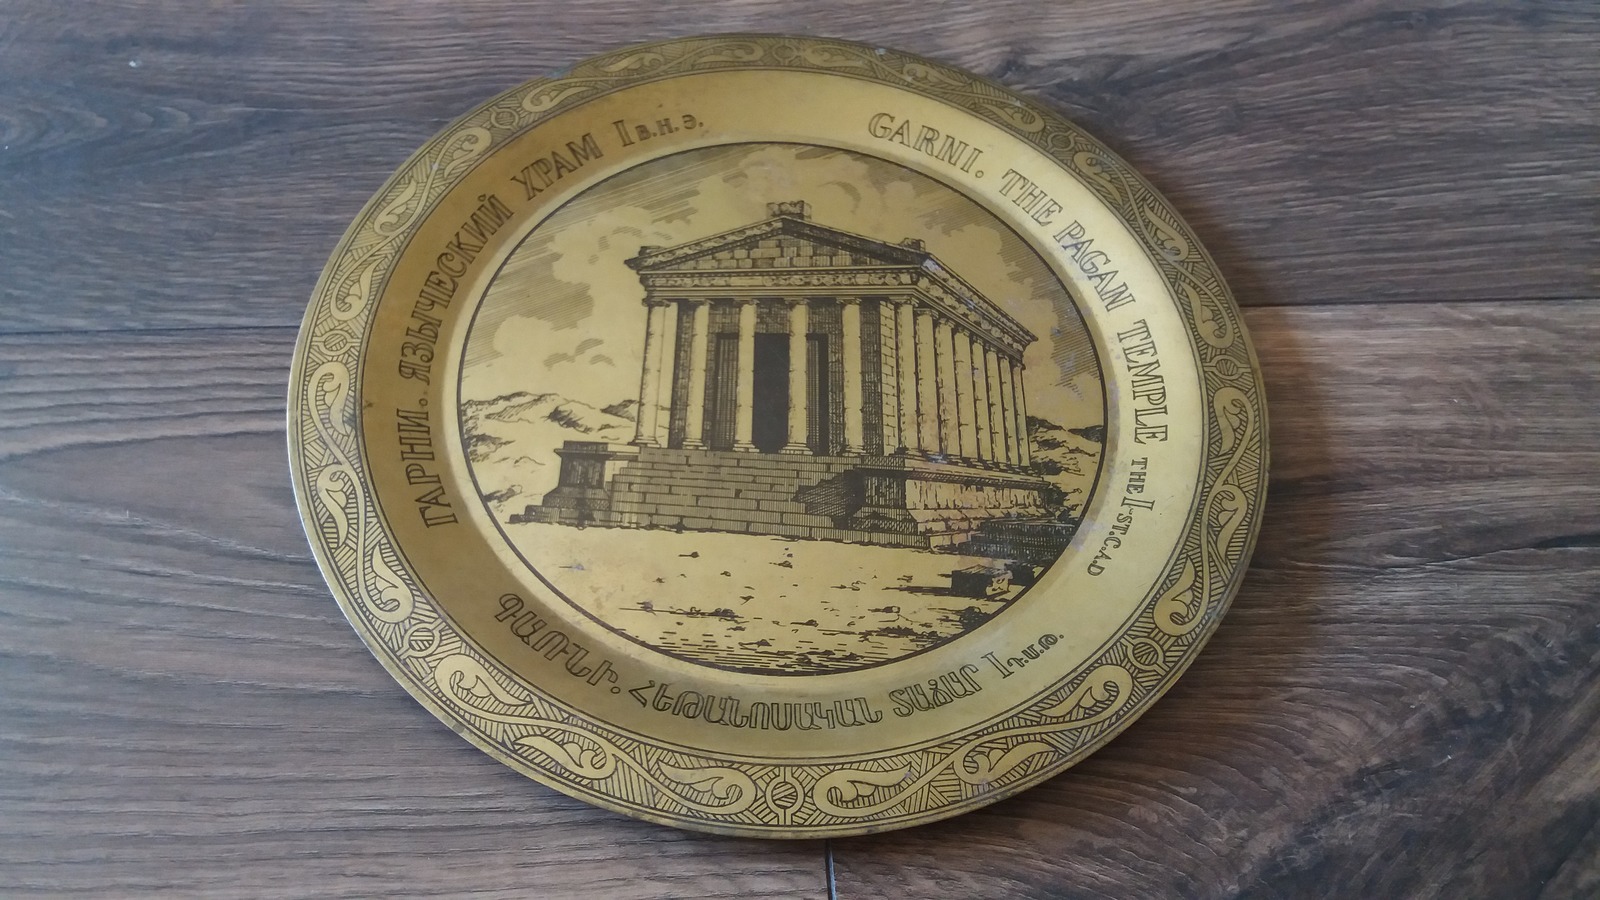 ГАРНИ. ЯЗЫЧЕСКИЙ ХРАМ I в.н.э.
GARNI. THE PAGAN TEMPLE THE I-ST.C.A.D
ԳԱՌՆԻ. ՀԵԹԱՆՈՍԱԿԱՆ ՏԱՃԱՐ I Դ.Մ.Թ.